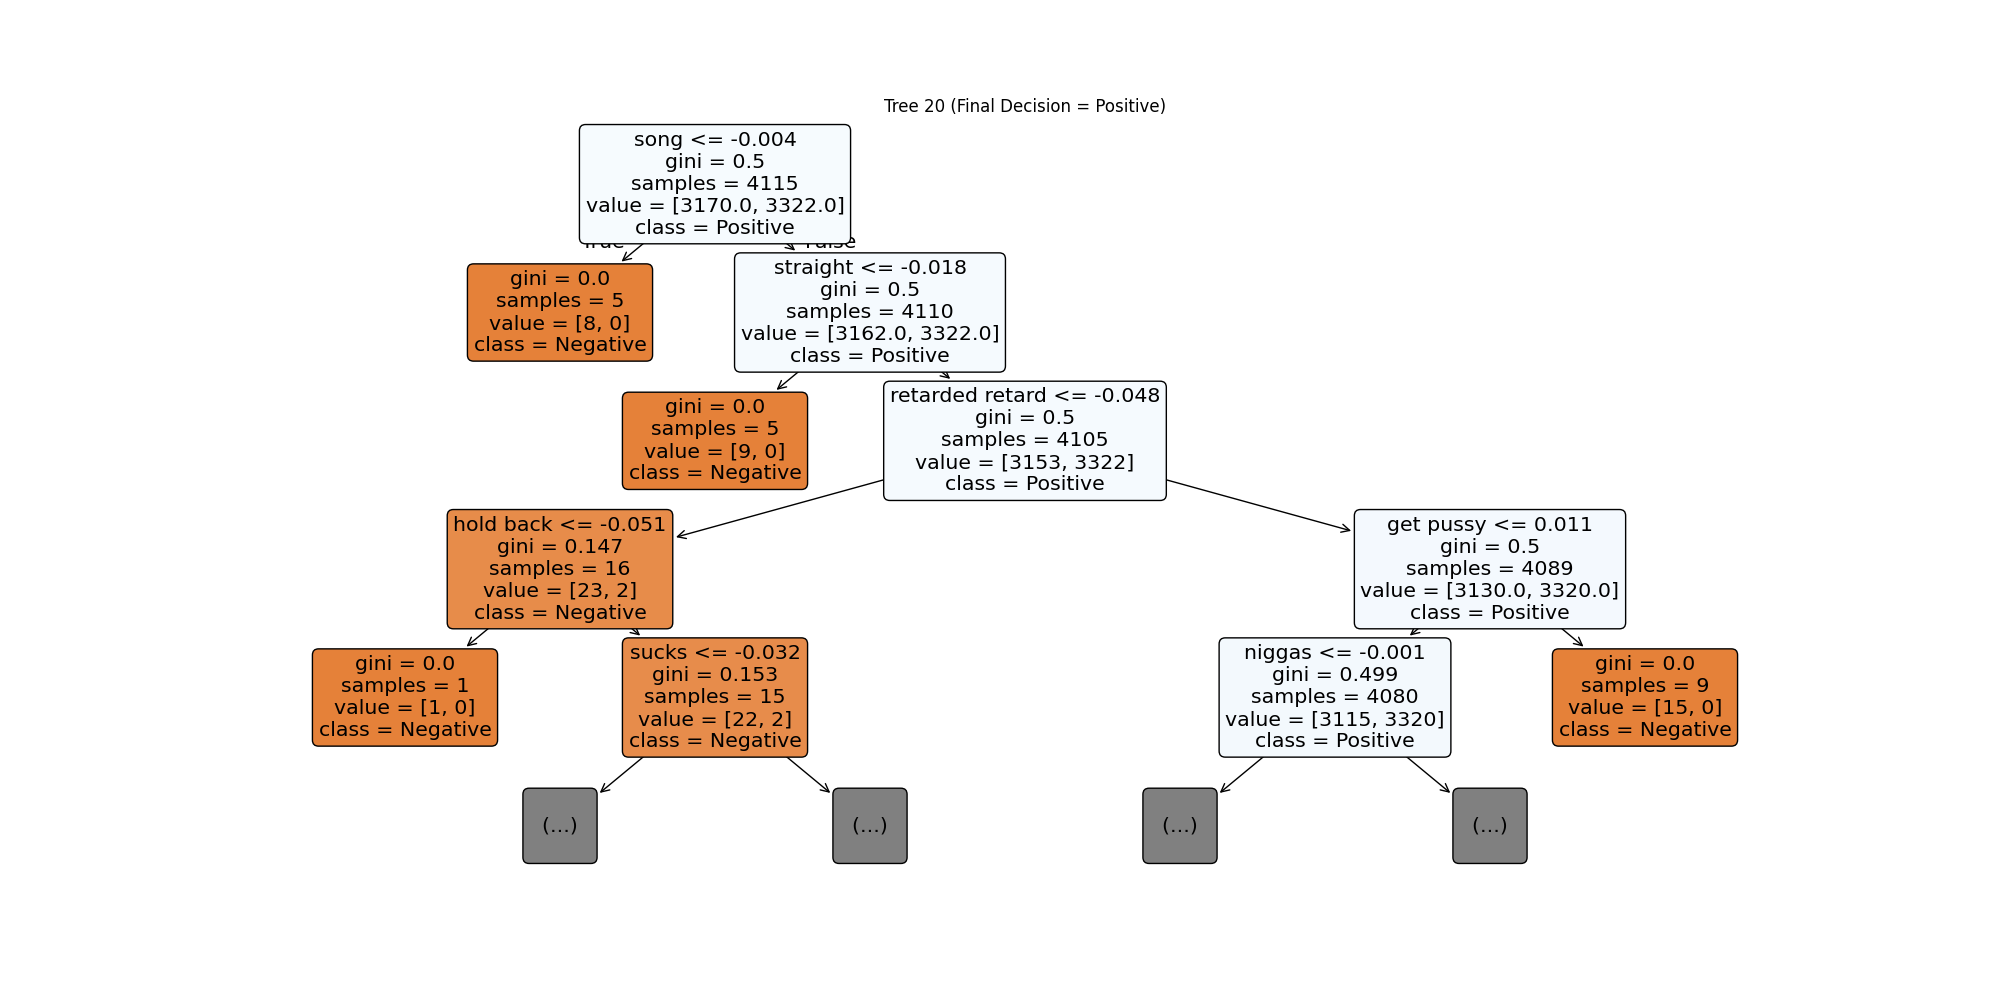 Tree 20 (Final Decision = Positive)
song <= -0.004
gini = 0.5
samples = 4115
value = [3170.0, 3322.0]
class = Positive
True
False
gini = 0.0
samples = 5
value = [8, 0]
class = Negative
straight <= -0.018
gini = 0.5
samples = 4110
value = [3162.0, 3322.0]
class = Positive
gini = 0.0
samples = 5
value = [9, 0]
class = Negative
retarded retard <= -0.048
gini = 0.5
samples = 4105
value = [3153, 3322]
class = Positive
hold back <= -0.051
gini = 0.147
samples = 16
value = [23, 2]
class = Negative
get pussy <= 0.011
gini = 0.5
samples = 4089
value = [3130.0, 3320.0]
class = Positive
gini = 0.0
samples = 1
value = [1, 0]
class = Negative
sucks <= -0.032
gini = 0.153
samples = 15
value = [22, 2]
class = Negative
niggas <= -0.001
gini = 0.499
samples = 4080
value = [3115, 3320]
class = Positive
gini = 0.0
samples = 9
value = [15, 0]
class = Negative
(...)
(...)
(...)
(...)